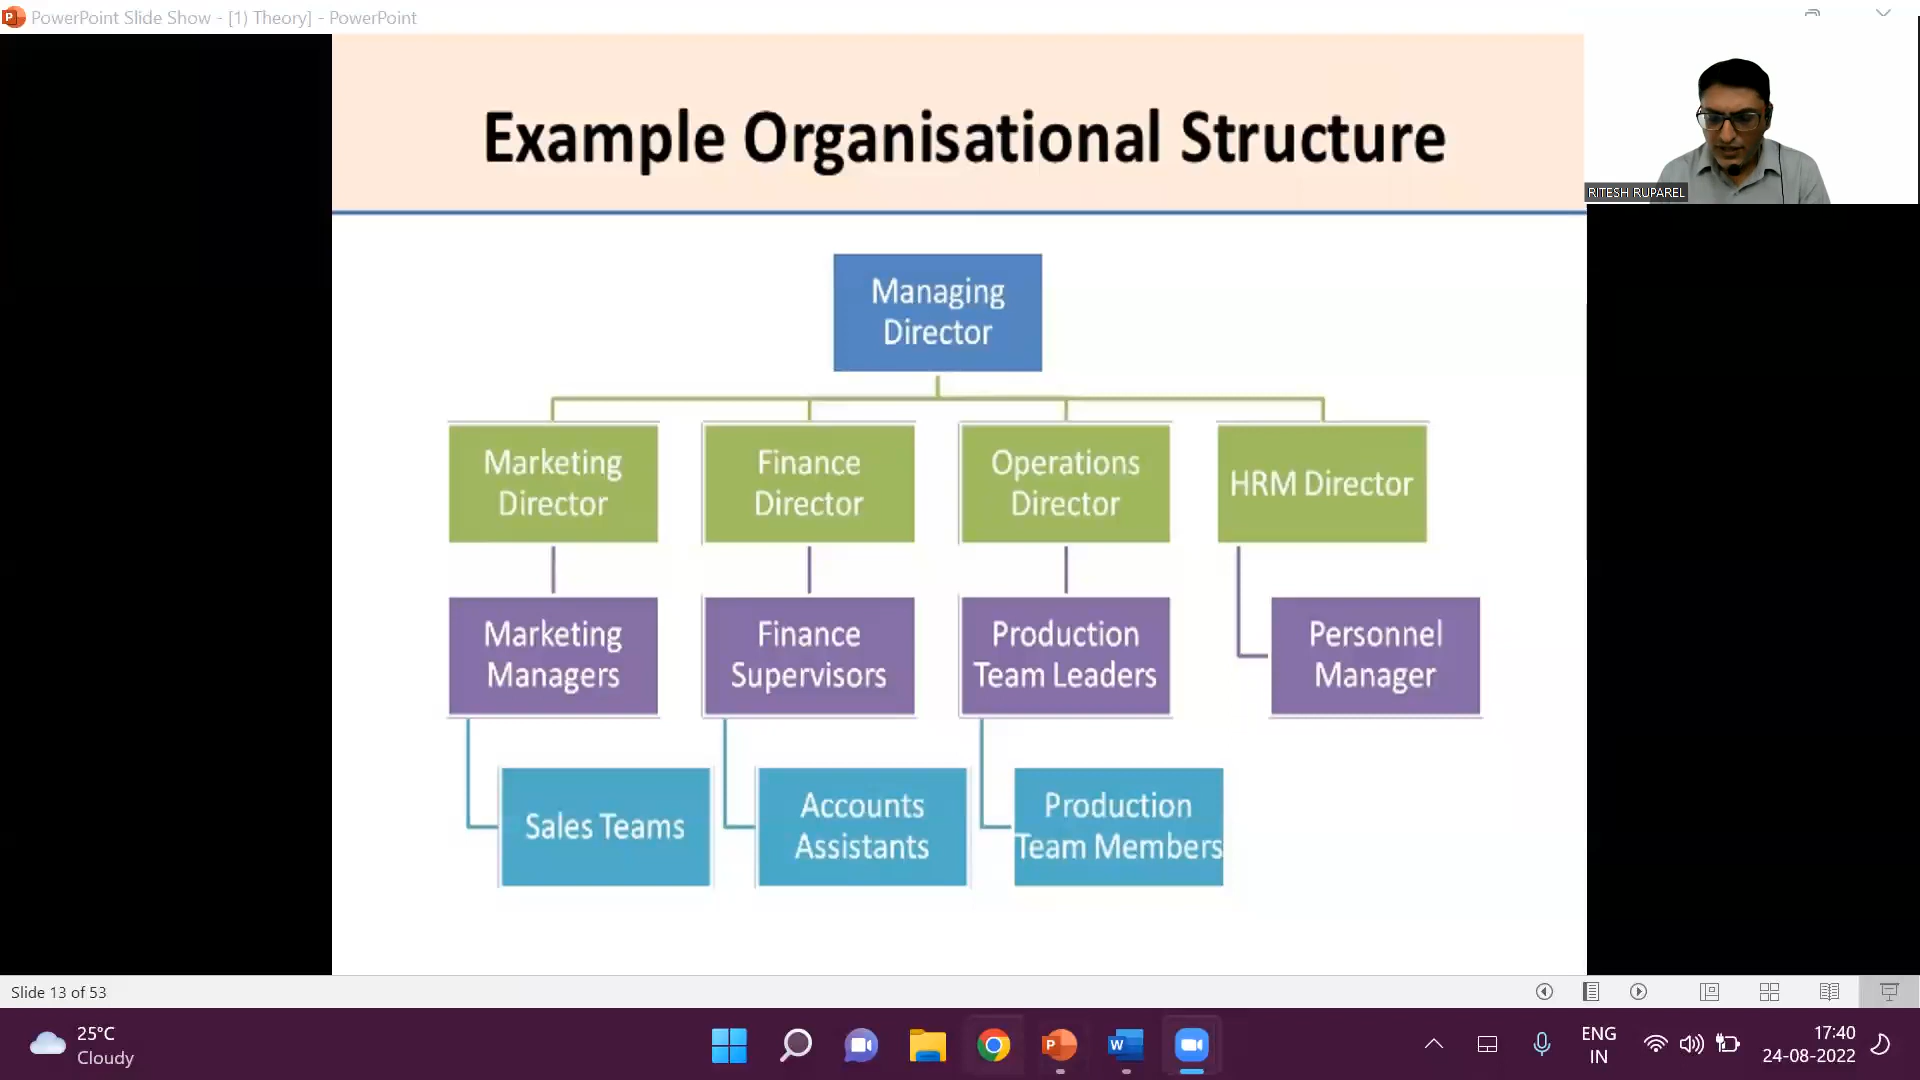 PowerPoint Slide Show - [1) Theory] - PowerPoint
Example Organisational Structure
RITESH RUPAREL
Managing
Director
Marketing
Director
Finance
Director
Operations
Director
HRM Director
Marketing
Managers
Finance
Supervisors
Production
Team Leaders
Personnel
Manager
Sales Teams
Accounts
Assistants
Production
Team Members
Slide 13 of 53
25°C
Cloudy
ENG
IN
17:40
24-08-2022